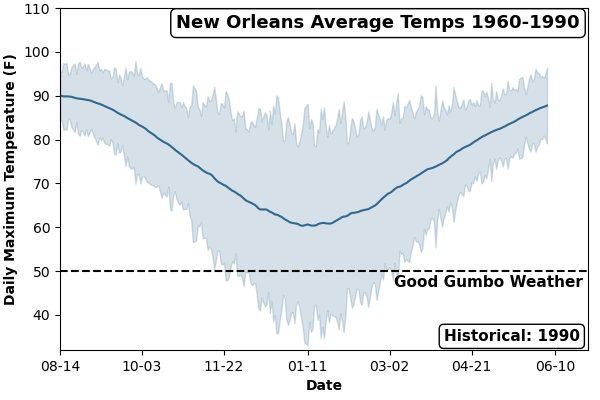 New Orleans Average Temps 1960-1990
Daily Maximum Temperature (F)
110
100
90
80
70
60
50
40
Good Gumbo Weather
Historical: 1990
08-14 10-03 11-22 01-11 03-02 04-21 06-10
Date